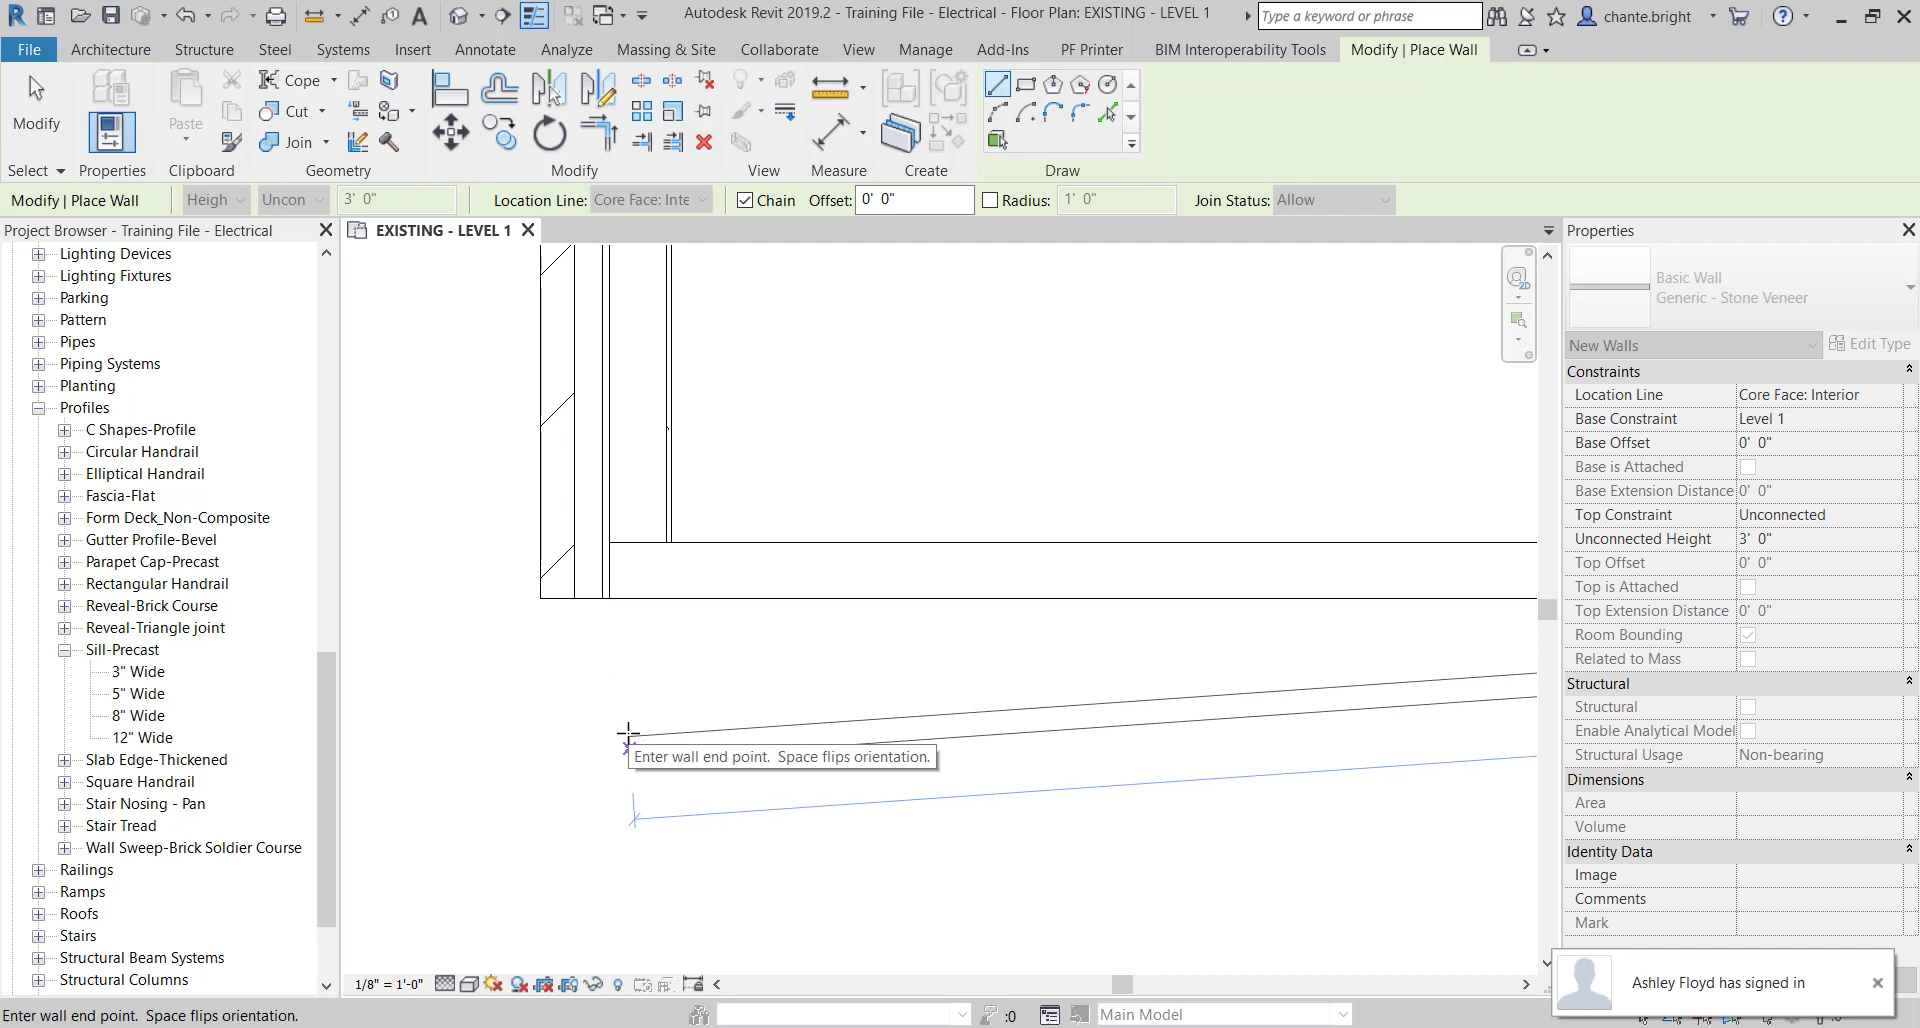 Autodesk Revit 2019.2 - Training File - Electrical - Floor Plan: EXISTING - LEVEL 1
Type a keyword or phrase
chante.bright
File
Architecture
Structure
Steel
Systems
Insert
Annotate
Analyze
Massing & Site
Collaborate
View
Manage
Add-Ins
PF Printer
BIM Interoperability Tools
Modify | Place Wall
Modify
Paste
Cope
Cut
Join
Select
Properties
Clipboard
Geometry
Modify
View
Measure
Create
Draw
Modify | Place Wall
Heigh
Uncon
3' 0"
Location Line:
Core Face: Inte
Chain
Offset:
0' 0"
Radius:
1' 0"
Join Status:
Allow
Project Browser - Training File - Electrical
Lighting Devices
Lighting Fixtures
Parking
Pattern
Pipes
Piping Systems
Planting
Profiles
C Shapes-Profile
Circular Handrail
Elliptical Handrail
Fascia-Flat
Form Deck_Non-Composite
Gutter Profile-Bevel
Parapet Cap-Precast
Rectangular Handrail
Reveal-Brick Course
Reveal-Triangle joint
Sill-Precast
3" Wide
5" Wide
8" Wide
12" Wide
Slab Edge-Thickened
Square Handrail
Stair Nosing - Pan
Stair Tread
Wall Sweep-Brick Soldier Course
Railings
Ramps
Roofs
Stairs
Structural Beam Systems
Structural Columns
EXISTING - LEVEL 1
2D
Enter wall end point.  Space flips orientation.
1/8" = 1'-0"
Properties
Basic Wall
Generic - Stone Veneer
New Walls
Edit Type
Constraints
Location Line
Core Face: Interior
Base Constraint
Level 1
Base Offset
0' 0"
Base is Attached
Base Extension Distance
0' 0"
Top Constraint
Unconnected
Unconnected Height
3' 0"
Top Offset
0' 0"
Top is Attached
Top Extension Distance
0' 0"
Room Bounding
Related to Mass
Structural
Structural
Enable Analytical Model
Structural Usage
Non-bearing
Dimensions
Area
Volume
Identity Data
Image
Comments
Mark
Ashley Floyd has signed in
Enter wall end point.  Space flips orientation.
:0
Main Model